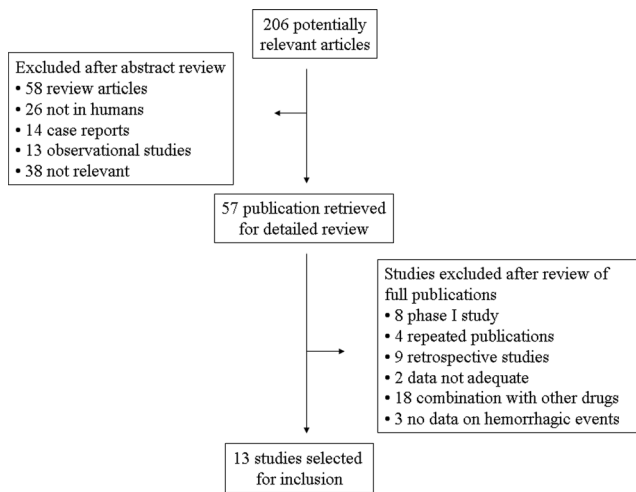 206 potentially
relevant articles
Excluded after abstract review
• 58 review articles
• 26 not in humans
• 14 case reports
• 13 observational studies
• 38 not relevant
57 publication retrieved
for detailed review
Studies excluded after review of
full publications
• 8 phase I study
• 4 repeated publications
• 9 retrospective studies
• 2 data not adequate
• 18 combination with other drugs
• 3 no data on hemorrhagic events
13 studies selected
for inclusion